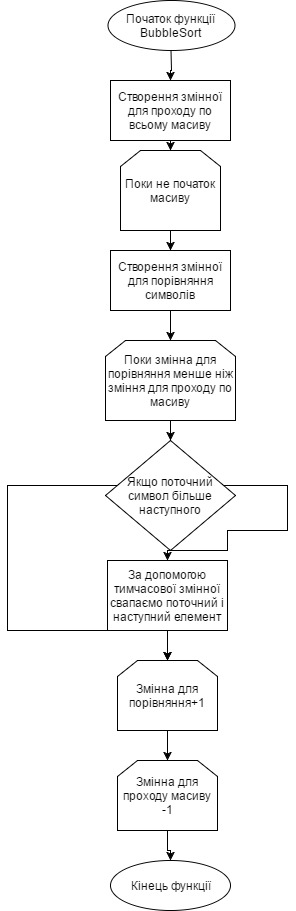 Початок функції
BubbleSort
Створення змінної
для проходу по
всьому масиву
Поки не початок
масиву
Створення змінної
для порівняння
символів
Поки змінна для
порівняння менше ніж
зміння для проходу по
масиву
Якщо поточний
символ більше
наступного
За допомогою
тимчасової змінної
свапаємо поточний і
наступний елемент
Змінна для
порівняння+1
Змінна для
проходу масиву
-1
Кінець функції